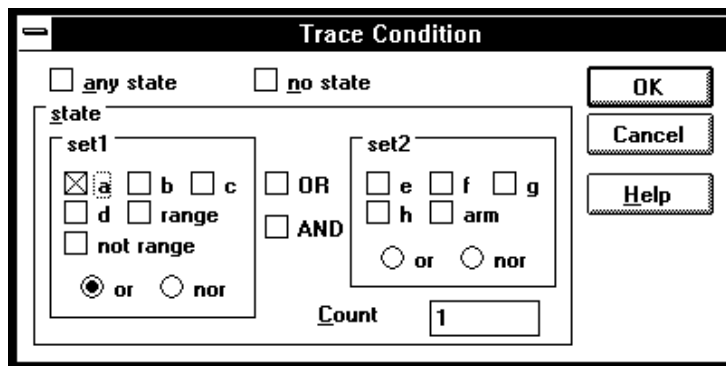 Trace Condition
any state no state
OK
state
Cancel
set1 set2
a b c OR e f g
Help
d range AND h arm
not range
or nor or nor
Count 1